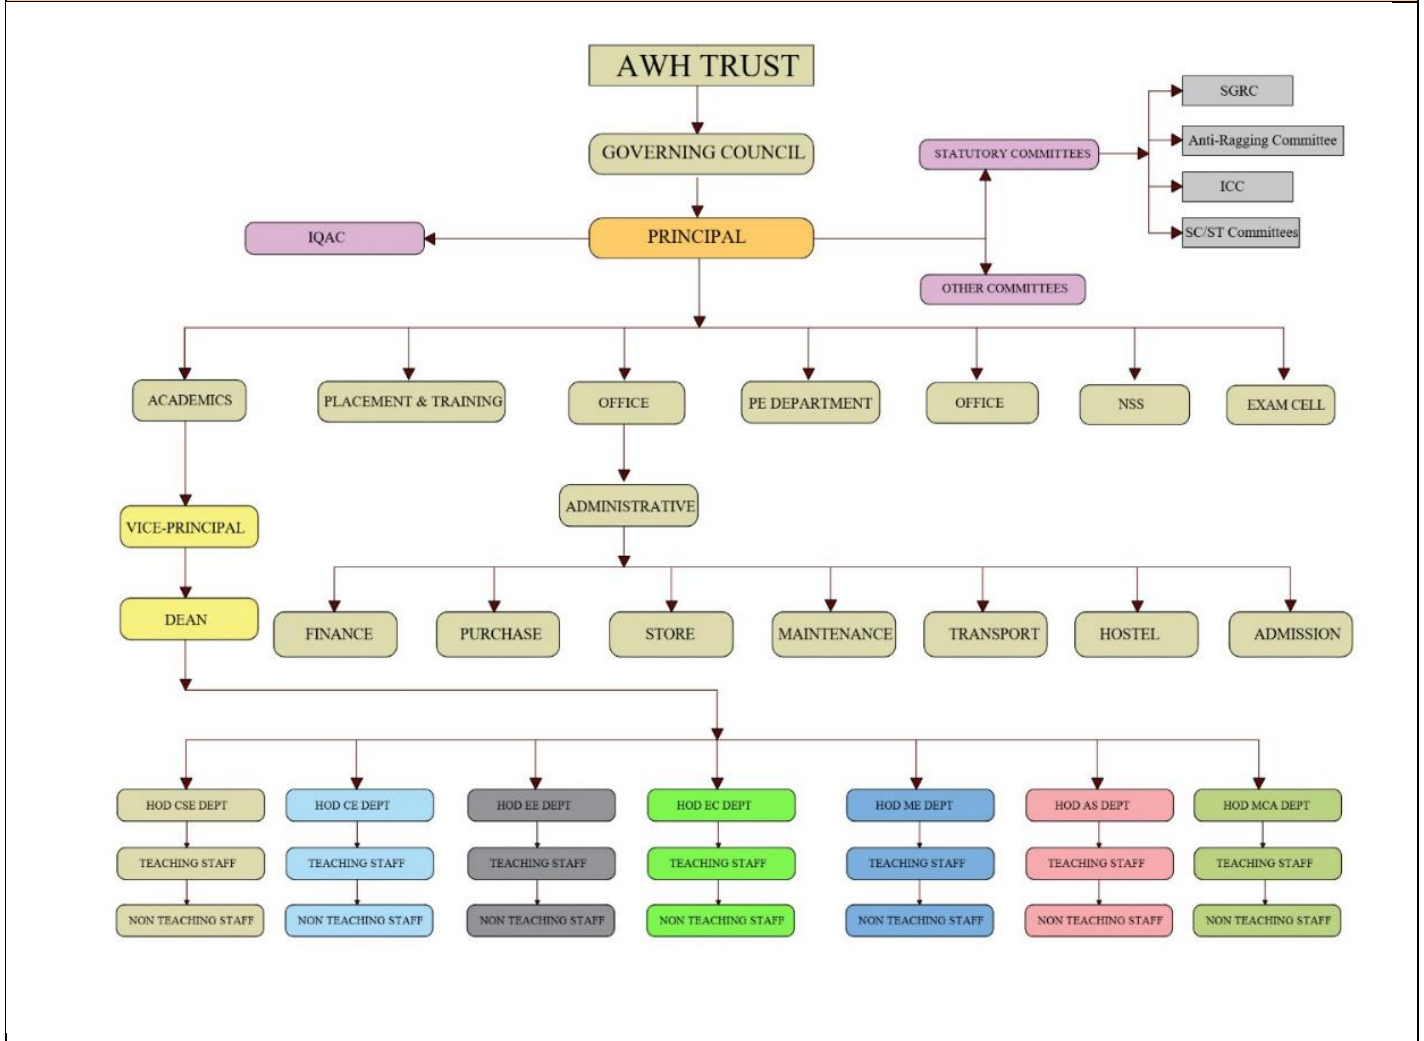 AWH TRUST
GOVERNING COUNCIL
PRINCIPAL
IQAC
STATUTORY COMMITTEES
OTHER COMMITTEES
SGRC
Anti-Ragging Committee
ICC
SC/ST Committees
ACADEMICS
PLACEMENT & TRAINING
OFFICE
PE DEPARTMENT
OFFICE
NSS
EXAM CELL
ADMINISTRATIVE
VICE-PRINCIPAL
DEAN
FINANCE
PURCHASE
STORE
MAINTENANCE
TRANSPORT
HOSTEL
ADMISSION
HOD CSE DEPT
HOD CE DEPT
HOD EE DEPT
HOD EC DEPT
HOD ME DEPT
HOD AS DEPT
HOD MCA DEPT
TEACHING STAFF
TEACHING STAFF
TEACHING STAFF
TEACHING STAFF
TEACHING STAFF
TEACHING STAFF
TEACHING STAFF
NON TEACHING STAFF
NON TEACHING STAFF
NON TEACHING STAFF
NON TEACHING STAFF
NON TEACHING STAFF
NON TEACHING STAFF
NON TEACHING STAFF